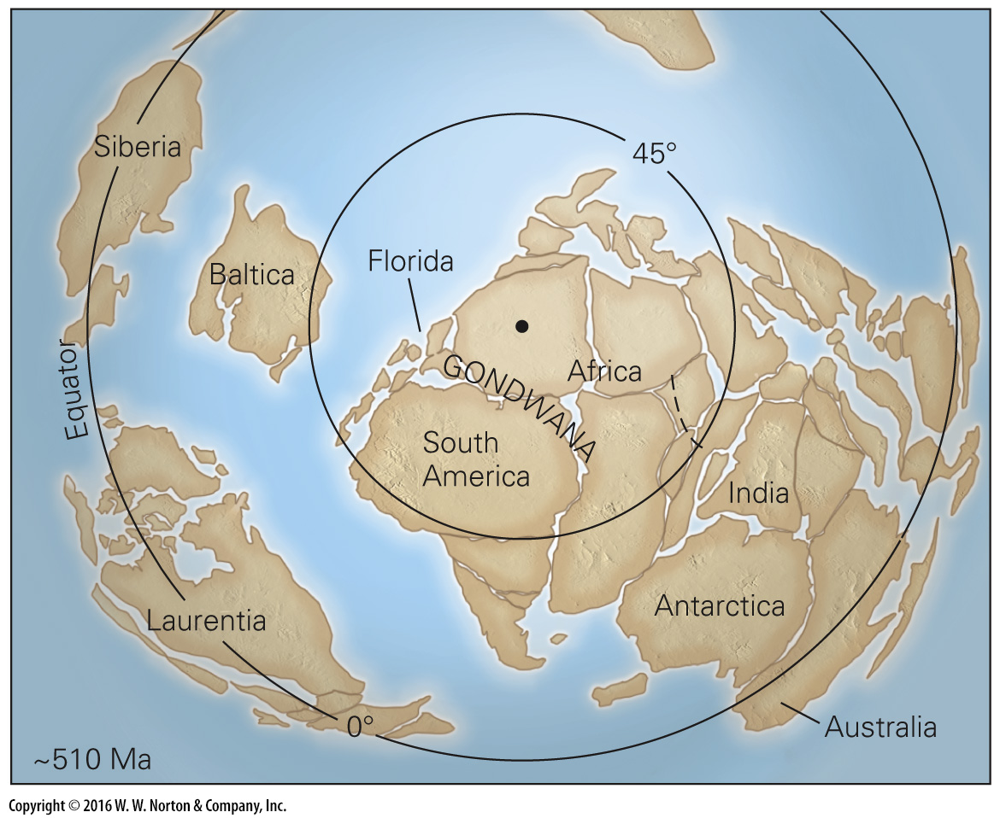 45°
Siberia
Florida
Baltica
Equator
GONDWANA
Africa
South
America
India
Antarctica
Laurentia
0°
Australia
~510 Ma
Copyright © 2016 W. W. Norton & Company, Inc.